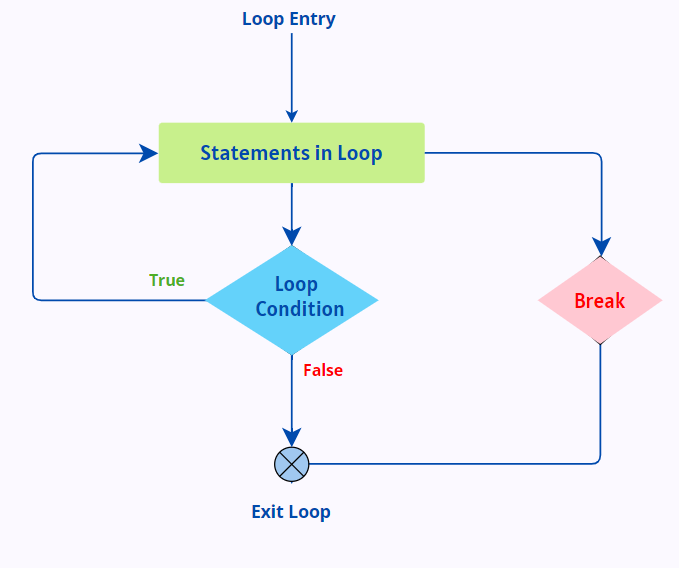 Loop Entry
Statements in Loop
True
Loop
Condition
Break
False
Exit Loop